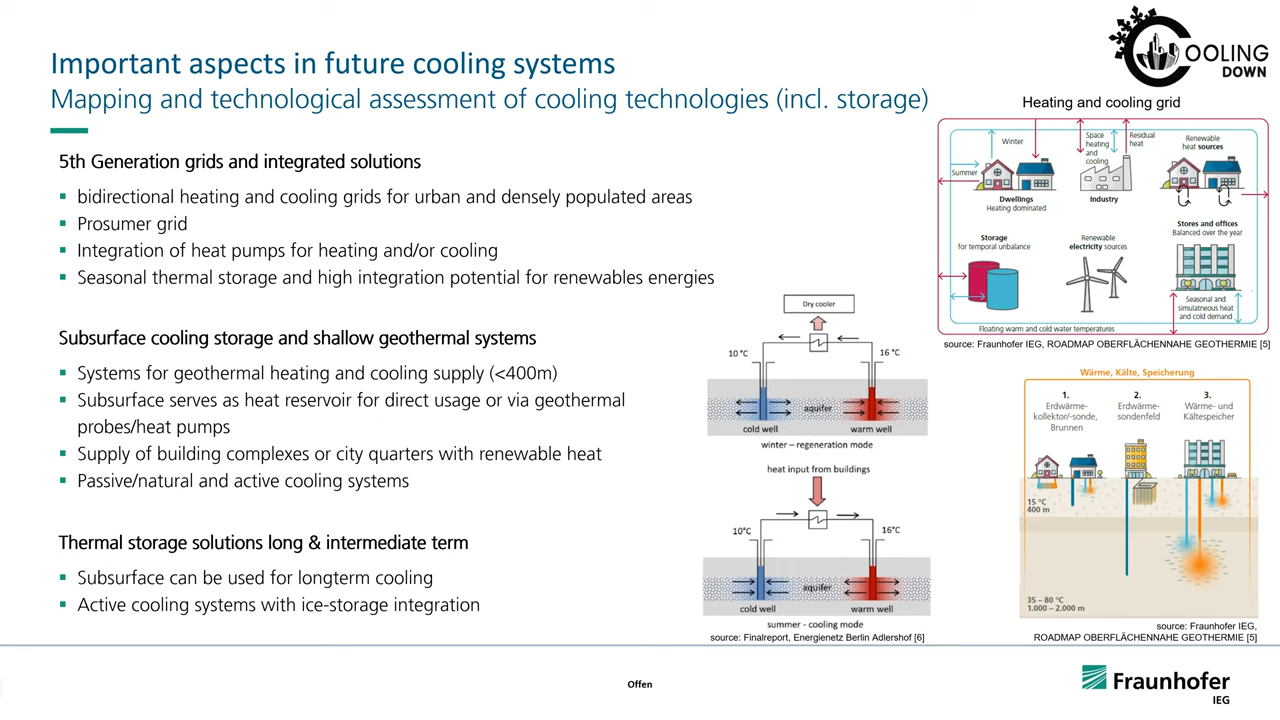 Important aspects in future cooling systems
Mapping and technological assessment of cooling technologies (incl. storage)
COOLING
DOWN
5th Generation grids and integrated solutions
▪ bidirectional heating and cooling grids for urban and densely populated areas
▪ Prosumer grid
▪ Integration of heat pumps for heating and/or cooling
▪ Seasonal thermal storage and high integration potential for renewables energies
Subsurface cooling storage and shallow geothermal systems
▪ Systems for geothermal heating and cooling supply (<400m)
▪ Subsurface serves as heat reservoir for direct usage or via geothermal
probes/heat pumps
▪ Supply of building complexes or city quarters with renewable heat
▪ Passive/natural and active cooling systems
Thermal storage solutions long & intermediate term
▪ Subsurface can be used for longterm cooling
▪ Active cooling systems with ice-storage integration
Dry cooler
10 °C
16 °C
aquifer
cold well
warm well
winter – regeneration mode
heat input from buildings
10°C
16°C
aquifer
cold well
warm well
summer - cooling mode
source: Finalreport, Energienetz Berlin Adlershof [6]
Heating and cooling grid
Winter
Summer
Space
heating
and
cooling
Residual
heat
Renewable
heat sources
Dwellings
Heating dominated
Industry
Stores and offices
Balanced over the year
Storage
for temporal unbalance
Renewable
electricity sources
Seasonal and
simulatneous heat
and cold demand
Floating warm and cold water temperatures
source: Fraunhofer IEG, ROADMAP OBERFLÄCHENNAHE GEOTHERMIE [5]
Wärme, Kälte, Speicherung
1.
Erdwärme-
kollektor/-sonde,
Brunnen
2.
Erdwärme-
sondenfeld
3.
Wärme- und
Kältespeicher
15 °C
400 m
35 – 80 °C
1.000 – 2.000 m
source: Fraunhofer IEG,
ROADMAP OBERFLÄCHENNAHE GEOTHERMIE [5]
Offen
Fraunhofer
IEG